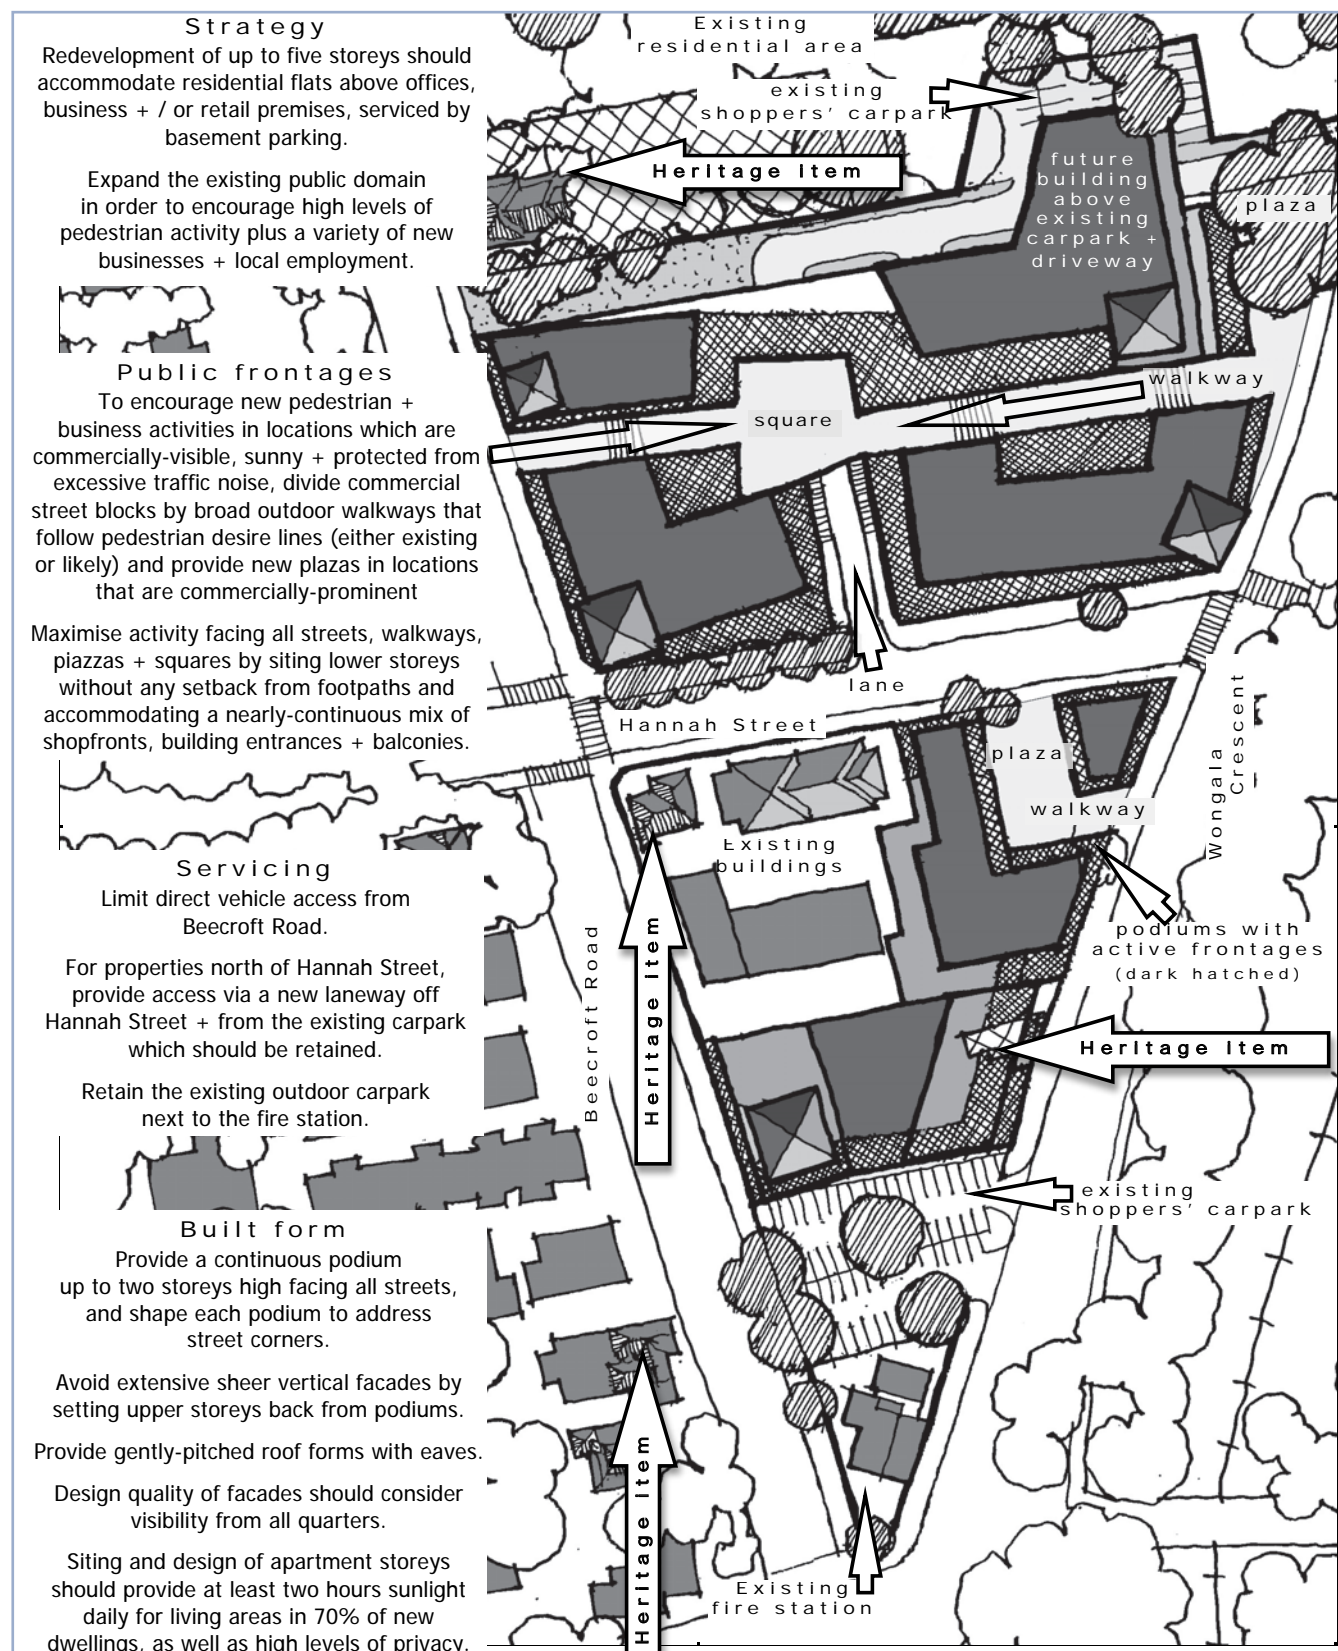 Strategy
Redevelopment of up to five storeys should
accommodate residential flats above offices,
business + / or retail premises, serviced by
basement parking.
Expand the existing public domain
in order to encourage high levels of
pedestrian activity plus a variety of new
businesses + local employment.
Public frontages
To encourage new pedestrian +
business activities in locations which are
commercially-visible, sunny + protected from
excessive traffic noise, divide commercial
street blocks by broad outdoor walkways that
follow pedestrian desire lines (either existing
or likely) and provide new plazas in locations
that are commercially-prominent
Maximise activity facing all streets, walkways,
piazzas + squares by siting lower storeys
without any setback from footpaths and
accommodating a nearly-continuous mix of
shopfronts, building entrances + balconies.
Servicing
Limit direct vehicle access from
Beecroft Road.
For properties north of Hannah Street,
provide access via a new laneway off
Hannah Street + from the existing carpark
which should be retained.
Retain the existing outdoor carpark
next to the fire station.
Built form
Provide a continuous podium
up to two storeys high facing all streets,
and shape each podium to address
street corners.
Avoid extensive sheer vertical facades by
setting upper storeys back from podiums.
Provide gently-pitched roof forms with eaves.
Design quality of facades should consider
visibility from all quarters.
Siting and design of apartment storeys
should provide at least two hours sunlight
daily for living areas in 70% of new
dwellings, as well as high levels of privacy.
Existing
residential area
existing
shoppers' carpark
Heritage item
future
building
above
existing
carpark +
driveway
plaza
walkway
square
lane
Hannah Street
plaza
walkway
Wongala
Crescent
Existing
buildings
Heritage item
Beecroft Road
podiums with
active frontages
(dark hatched)
Heritage item
existing
shoppers' carpark
Heritage item
Existing
fire station